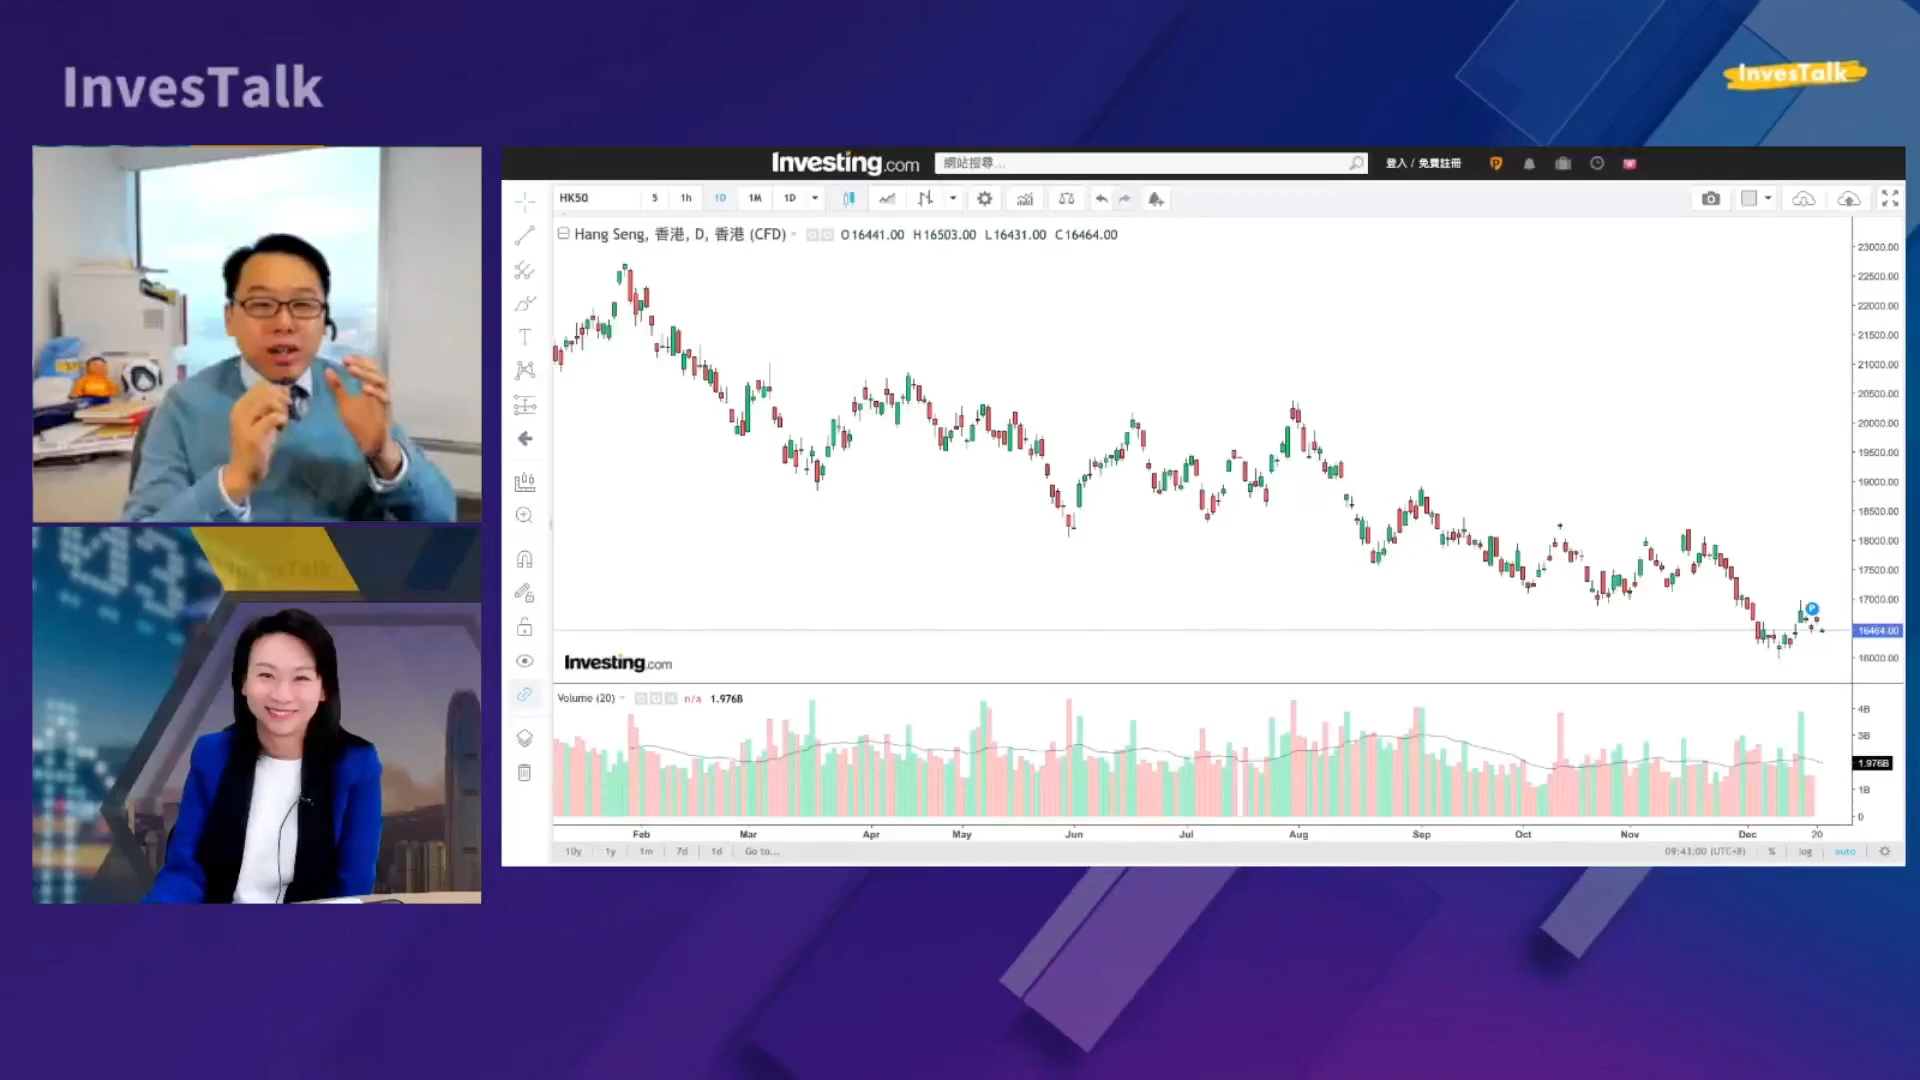 InvesTalk
InvesTalk
Investing.com
網站搜尋...
登入 / 免費註冊
HK50 5 1h 1D 1M 1D
Hang Seng, 香港, D, 香港 (CFD) O16441.00 H16503.00 L16431.00 C16464.00
23000.00
22500.00
22000.00
21500.00
21000.00
20500.00
20000.00
19500.00
19000.00
18500.00
18000.00
17500.00
17000.00
16464.00
16000.00
P
Investing.com
Volume (20) n/a 1.976B
4B
3B
1.976B
1B
0
Feb Mar Apr May Jun Jul Aug Sep Oct Nov Dec 20
10y 1y 1m 7d 1d Go to... 09:43:00 (UTC+8) % log auto
InvesTalk